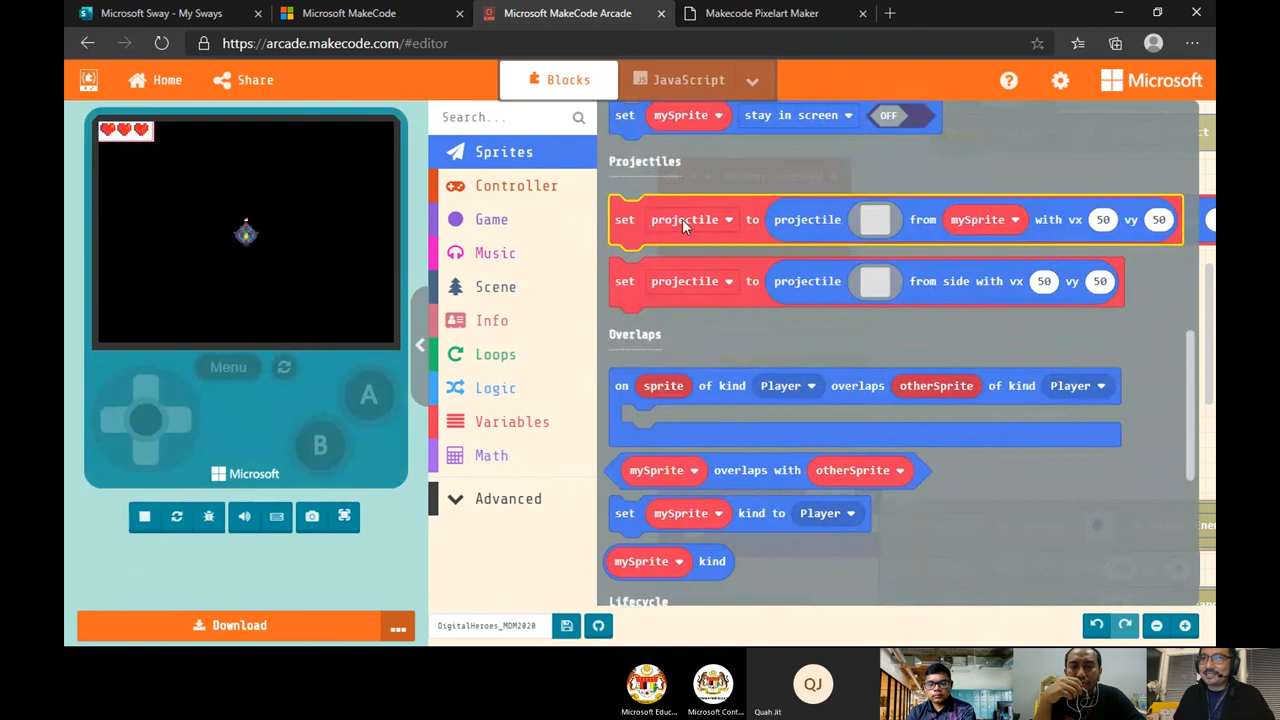 Microsoft Sway - My Sways
Microsoft MakeCode
Microsoft MakeCode Arcade
Makecode Pixelart Maker
https://arcade.makecode.com/#editor
Home
Share
Blocks
JavaScript
Microsoft
Menu
A
B
Microsoft
Download
Search...
Sprites
Controller
Game
Music
Scene
Info
Loops
Logic
Variables
Math
Advanced
set mySprite stay in screen OFF
Projectiles
set projectile to projectile from mySprite with vx 50 vy 50
set projectile to projectile from side with vx 50 vy 50
Overlaps
on sprite of kind Player overlaps otherSprite of kind Player
mySprite overlaps with otherSprite
set mySprite kind to Player
mySprite kind
Lifecycle
DigitalHeroes_MDM2020
QJ
Microsoft Educ...
Microsoft Cont...
Quah Jit